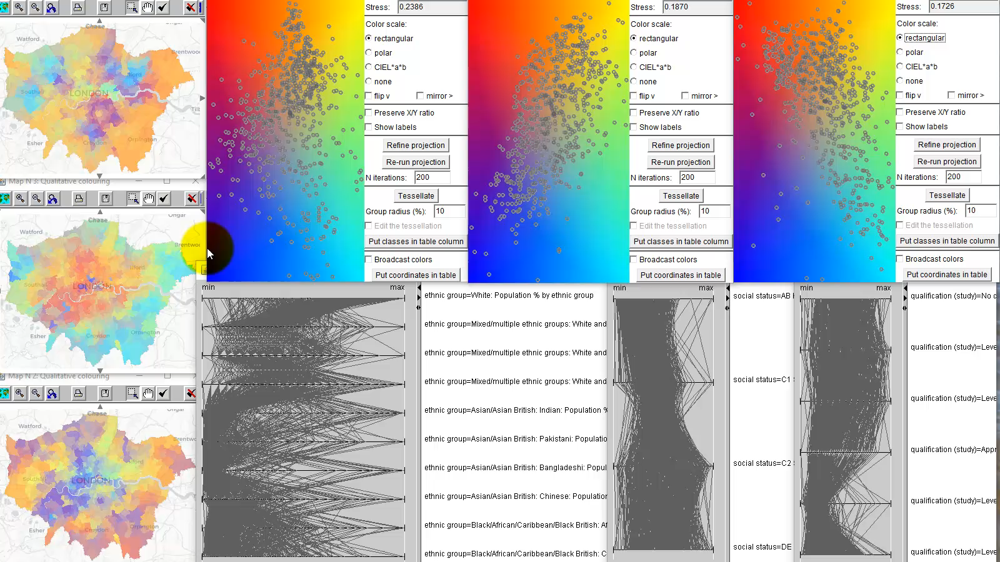 Chase
Ongar
Watford
Brentwood
Ilford
Southall
LONDON
Tilb
Esher
Croydon
Orpington
Map N 3: Qualitative colouring
Chase
Ongar
Watford
Brentwood
Ilford
Southall
LONDON
Esher
Croydon
Orpington
Map N 2: Qualitative colouring
Chase
Ongar
Watford
Brentwo
Ilford
Southall
LONDON
Esher
Croydon
Orpington
Stress: 0.2386
Color scale:
rectangular
polar
CIEL*a*b
none
flip v mirror >
Preserve X/Y ratio
Show labels
Refine projection
Re-run projection
N iterations: 200
Tessellate
Group radius (%): 10
Edit the tessellation
Put classes in table column
Broadcast colors
Put coordinates in table
Stress: 0.1870
Color scale:
rectangular
polar
CIEL*a*b
none
flip v mirror >
Preserve X/Y ratio
Show labels
Refine projection
Re-run projection
N iterations: 200
Tessellate
Group radius (%): 10
Edit the tessellation
Put classes in table column
Broadcast colors
Put coordinates in table
Stress: 0.1726
Color scale:
rectangular
polar
CIEL*a*b
none
flip v mirror >
Preserve X/Y ratio
Show labels
Refine projection
Re-run projection
N iterations: 200
Tessellate
Group radius (%): 10
Edit the tessellation
Put classes in table column
Broadcast colors
Put coordinates in table
min max
ethnic group=White: Population % by ethnic group
ethnic group=Mixed/multiple ethnic groups: White and
ethnic group=Mixed/multiple ethnic groups: White and
ethnic group=Mixed/multiple ethnic groups: White and
ethnic group=Asian/Asian British: Indian: Population %
ethnic group=Asian/Asian British: Pakistani: Populatio
ethnic group=Asian/Asian British: Bangladeshi: Popul
ethnic group=Asian/Asian British: Chinese: Population
ethnic group=Black/African/Caribbean/Black British: Af
ethnic group=Black/African/Caribbean/Black British: C
min max
social status=AB
social status=C1
social status=C2
social status=DE
min max
qualification (study)=No c
qualification (study)=Leve
qualification (study)=Leve
qualification (study)=Appr
qualification (study)=Leve
qualification (study)=Leve